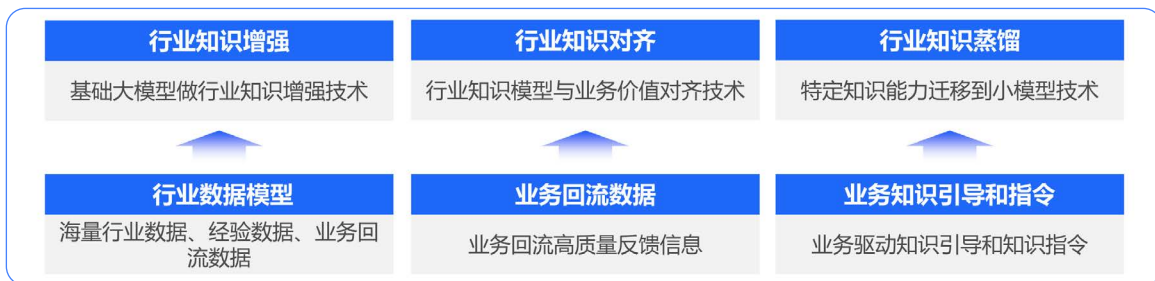 行业知识增强
基础大模型做行业知识增强技术
行业知识对齐
行业知识模型与业务价值对齐技术
行业知识蒸馏
特定知识能力迁移到小模型技术
行业数据模型
海量行业数据、经验数据、业务回
流数据
业务回流数据
业务回流高质量反馈信息
业务知识引导和指令
业务驱动知识引导和知识指令